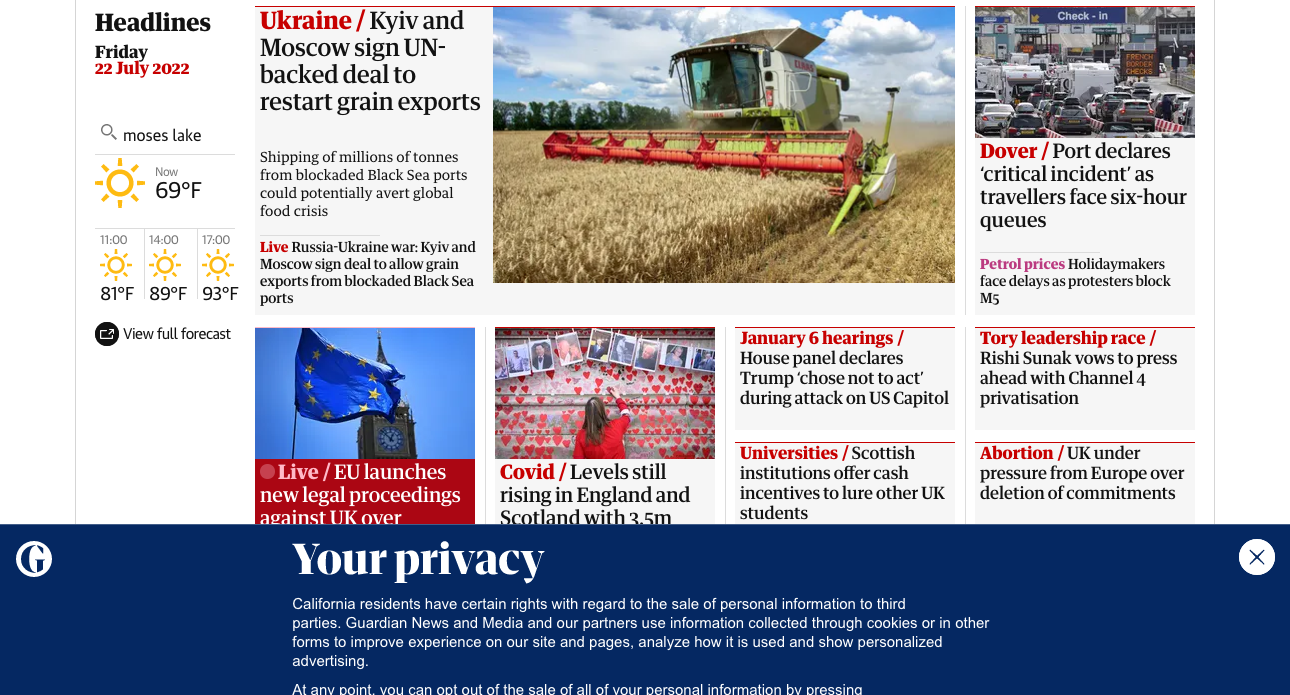 Headlines
Friday
22 July 2022
moses lake
Now
69°F
11:00
81°F
14:00
89°F
17:00
93°F
View full forecast
Ukraine / Kyiv and
Moscow sign UN-
backed deal to
restart grain exports
Shipping of millions of tonnes
from blockaded Black Sea ports
could potentially avert global
food crisis
Live Russia-Ukraine war: Kyiv and
Moscow sign deal to allow grain
exports from blockaded Black Sea
ports
CLAAS
Check - in
FRENCH
BORDER
CHECKS
Dover / Port declares
‘critical incident’ as
travellers face six-hour
queues
Petrol prices Holidaymakers
face delays as protesters block
M5
Live / EU launches
new legal proceedings
against UK over
Covid / Levels still
rising in England and
Scotland with 3.5m
January 6 hearings /
House panel declares
Trump ‘chose not to act’
during attack on US Capitol
Tory leadership race /
Rishi Sunak vows to press
ahead with Channel 4
privatisation
Universities / Scottish
institutions offer cash
incentives to lure other UK
students
Abortion / UK under
pressure from Europe over
deletion of commitments
G
Your privacy
California residents have certain rights with regard to the sale of personal information to third
parties. Guardian News and Media and our partners use information collected through cookies or in other
forms to improve experience on our site and pages, analyze how it is used and show personalized
advertising.
At any point, you can opt out of the sale of all of your personal information by pressing